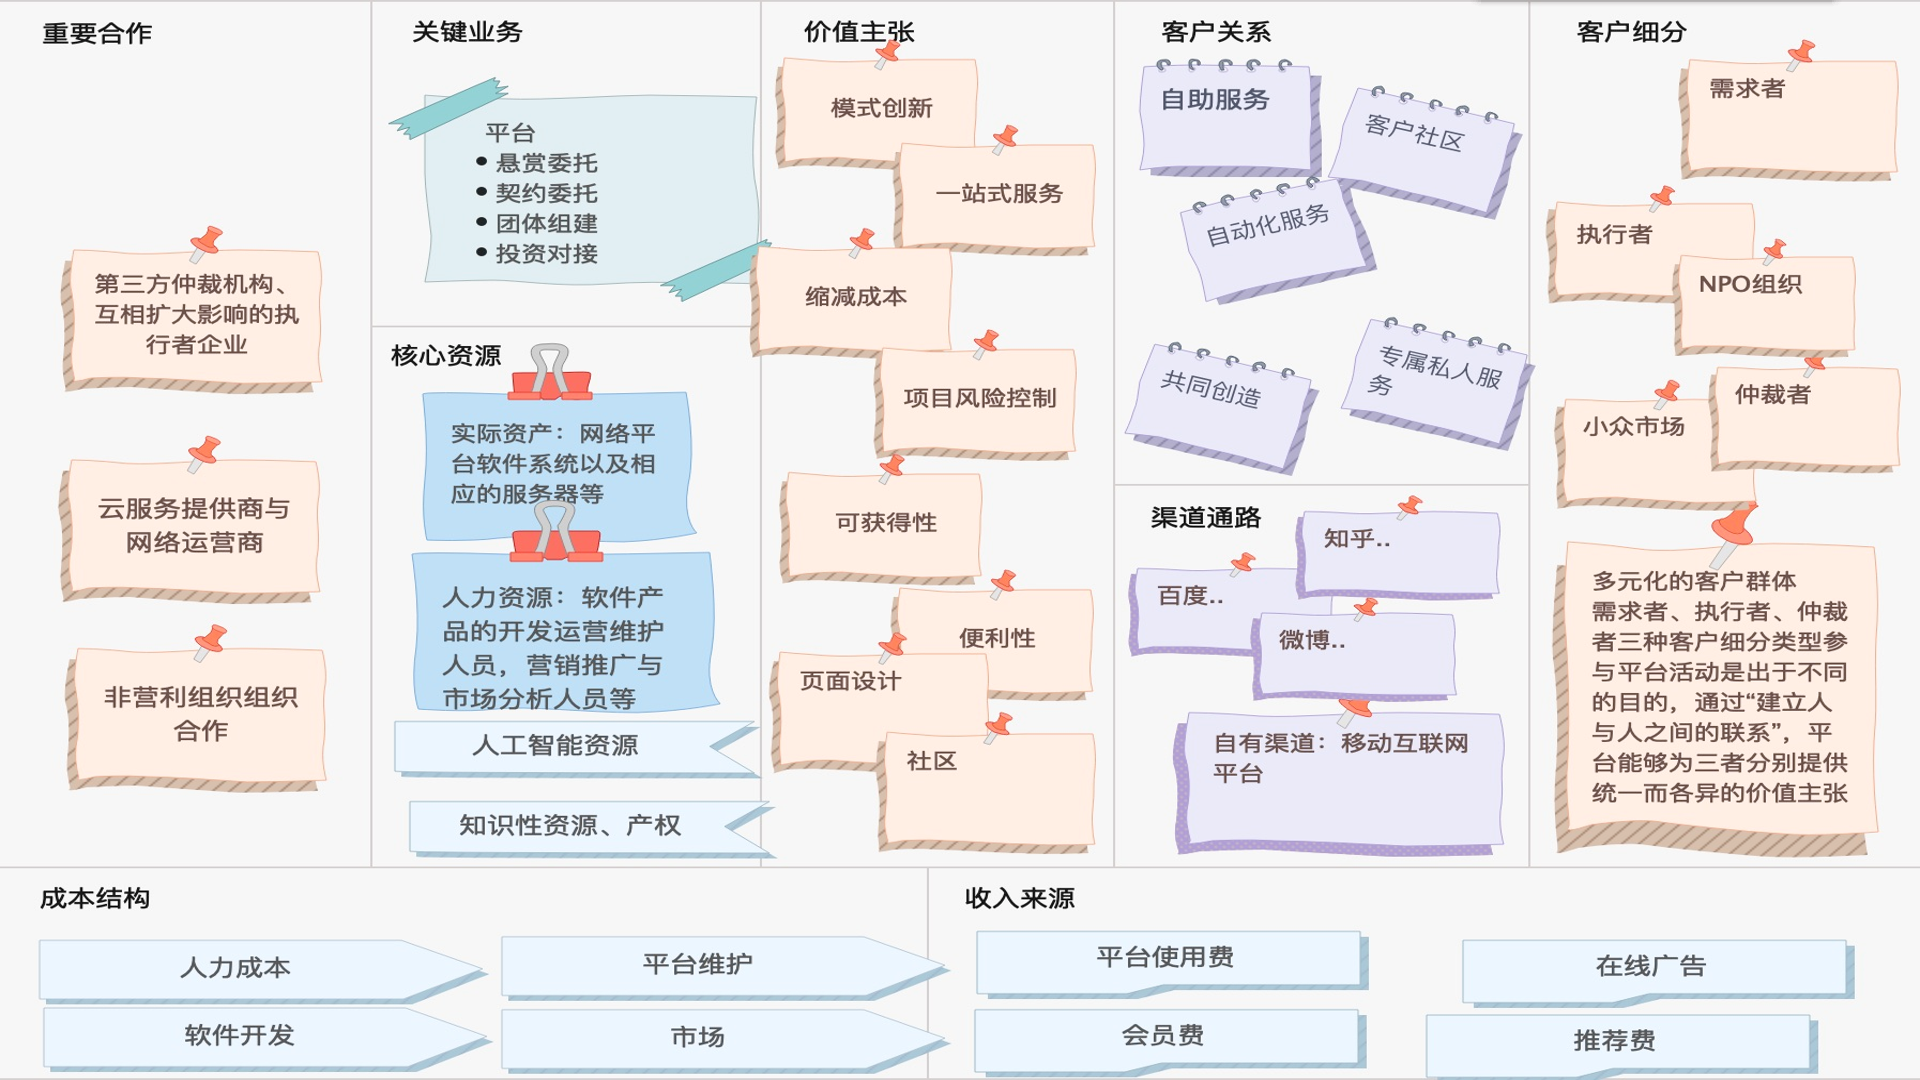 重要合作
第三方仲裁机构、
互相扩大影响的执
行者企业
云服务提供商与
网络运营商
非营利组织组织
合作
关键业务
平台
• 悬赏委托
• 契约委托
• 团体组建
• 投资对接
核心资源
实际资产：网络平
台软件系统以及相
应的服务器等
人力资源：软件产
品的开发运营维护
人员，营销推广与
市场分析人员等
人工智能资源
知识性资源、产权
价值主张
模式创新
一站式服务
缩减成本
项目风险控制
可获得性
便利性
页面设计
社区
客户关系
自助服务
客户社区
自动化服务
共同创造
专属私人服
务
渠道通路
知乎..
百度..
微博..
自有渠道：移动互联网
平台
客户细分
需求者
执行者
NPO组织
仲裁者
小众市场
多元化的客户群体
需求者、执行者、仲裁
者三种客户细分类型参
与平台活动是出于不同
的目的，通过“建立人
与人之间的联系”，平
台能够为三者分别提供
统一而各异的价值主张
成本结构
人力成本
平台维护
软件开发
市场
收入来源
平台使用费
在线广告
会员费
推荐费